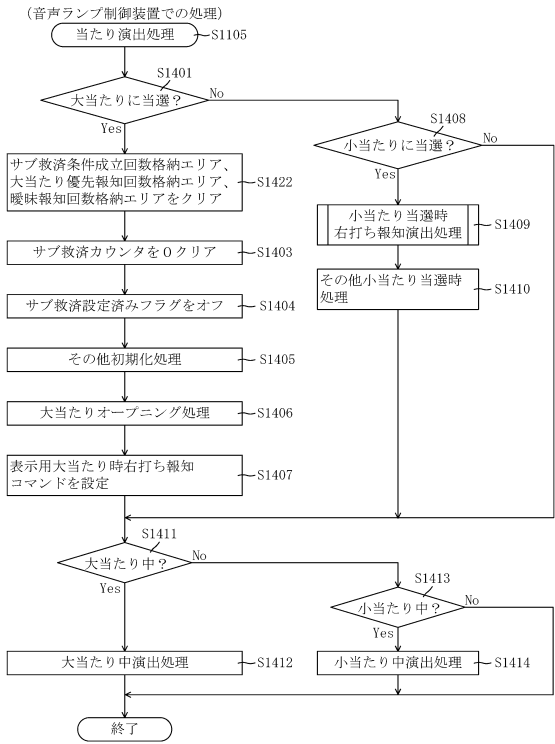 (音声ランプ制御装置での処理)
当たり演出処理
S1105
S1401
大当たりに当選？
No
Yes
S1408
小当たりに当選？
No
Yes
サブ救済条件成立回数格納エリア、
大当たり優先報知回数格納エリア、
曖昧報知回数格納エリアをクリア
S1422
小当たり当選時
右打ち報知演出処理
S1409
サブ救済カウンタを０クリア
S1403
その他小当たり当選時
処理
S1410
サブ救済設定済みフラグをオフ
S1404
その他初期化処理
S1405
大当たりオープニング処理
S1406
表示用大当たり時右打ち報知
コマンドを設定
S1407
S1411
大当たり中？
No
Yes
S1413
小当たり中？
No
Yes
大当たり中演出処理
S1412
小当たり中演出処理
S1414
終了